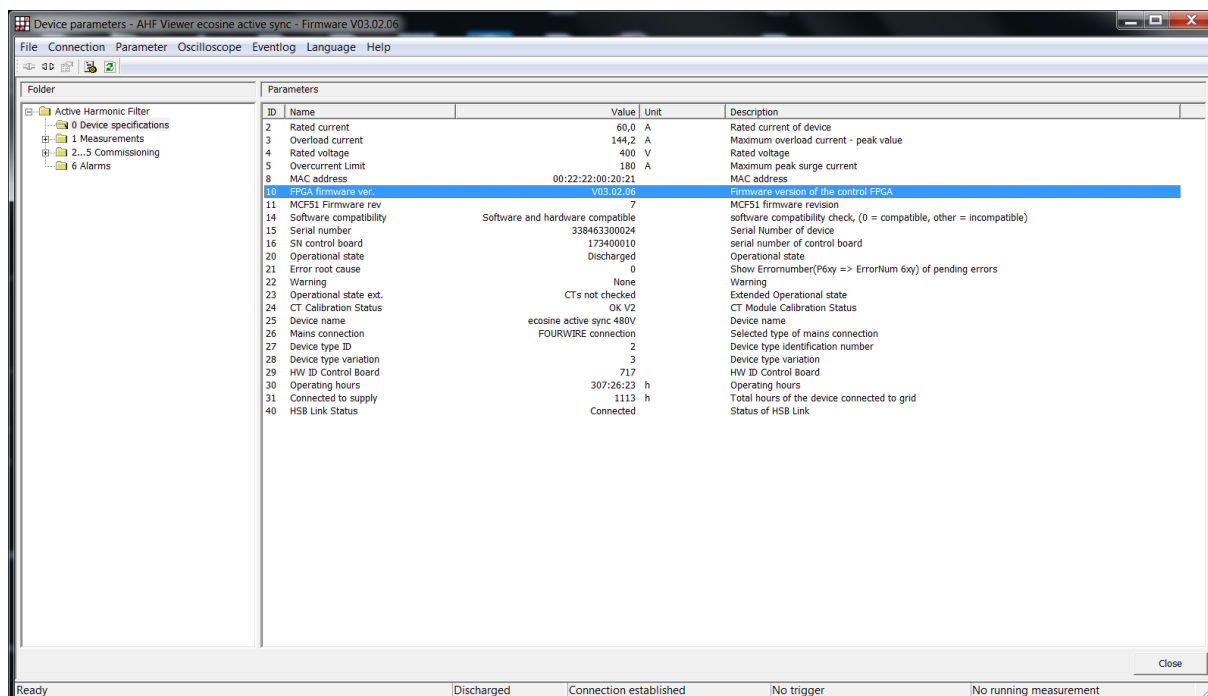 Device parameters - AHF Viewer ecosine active sync - Firmware V03.02.06
File Connection Parameter Oscilloscope Eventlog Language Help
Folder
Parameters
Active Harmonic Filter
0 Device specifications
1 Measurements
2...5 Commissioning
6 Alarms
ID Name Value Unit Description
2 Rated current 60,0 A Rated current of device
3 Overload current 144,2 A Maximum overload current - peak value
4 Rated voltage 400 V Rated voltage
5 Overcurrent Limit 180 A Maximum peak surge current
8 MAC address 00:22:22:00:20:21 MAC address
10 FPGA firmware ver. V03.02.06 Firmware version of the control FPGA
11 MCF51 Firmware rev 7 MCF51 firmware revision
14 Software compatibility Software and hardware compatible software compatibility check, (0 = compatible, other = incompatible)
15 Serial number 338463300024 Serial Number of device
16 SN control board 173400010 serial number of control board
20 Operational state Discharged Operational state
21 Error root cause 0 Show Errornumber(P6xy => ErrorNum 6xy) of pending errors
22 Warning None Warning
23 Operational state ext. CTs not checked Extended Operational state
24 CT Calibration Status OK V2 CT Module Calibration Status
25 Device name ecosine active sync 480V Device name
26 Mains connection FOURWIRE connection Selected type of mains connection
27 Device type ID 2 Device type identification number
28 Device type variation 3 Device type variation
29 HW ID Control Board 717 HW ID Control Board
30 Operating hours 307:26:23 h Operating hours
31 Connected to supply 1113 h Total hours of the device connected to grid
40 HSB Link Status Connected Status of HSB Link
Close
Ready Discharged Connection established No trigger No running measurement